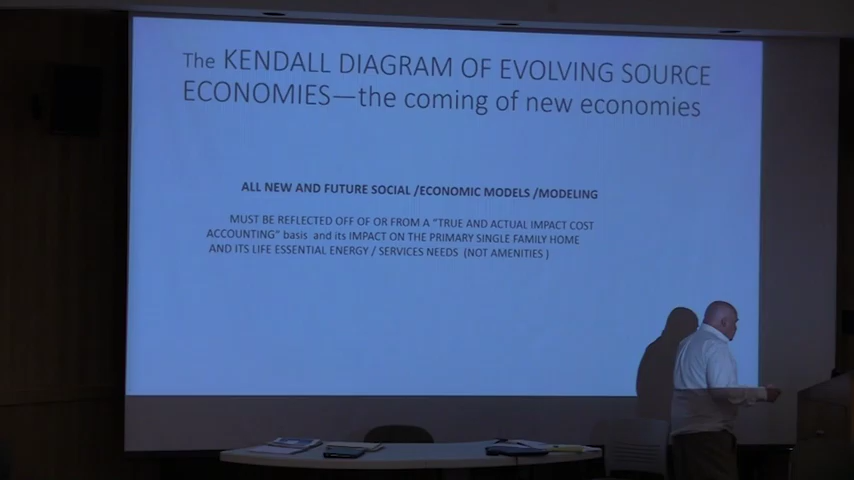 The KENDALL DIAGRAM OF EVOLVING SOURCE
ECONOMIES—the coming of new economies
ALL NEW AND FUTURE SOCIAL /ECONOMIC MODELS /MODELING
MUST BE REFLECTED OFF OF OR FROM A "TRUE AND ACTUAL IMPACT COST
ACCOUNTING" basis and its IMPACT ON THE PRIMARY SINGLE FAMILY HOME
AND ITS LIFE ESSENTIAL ENERGY / SERVICES NEEDS (NOT AMENITIES )